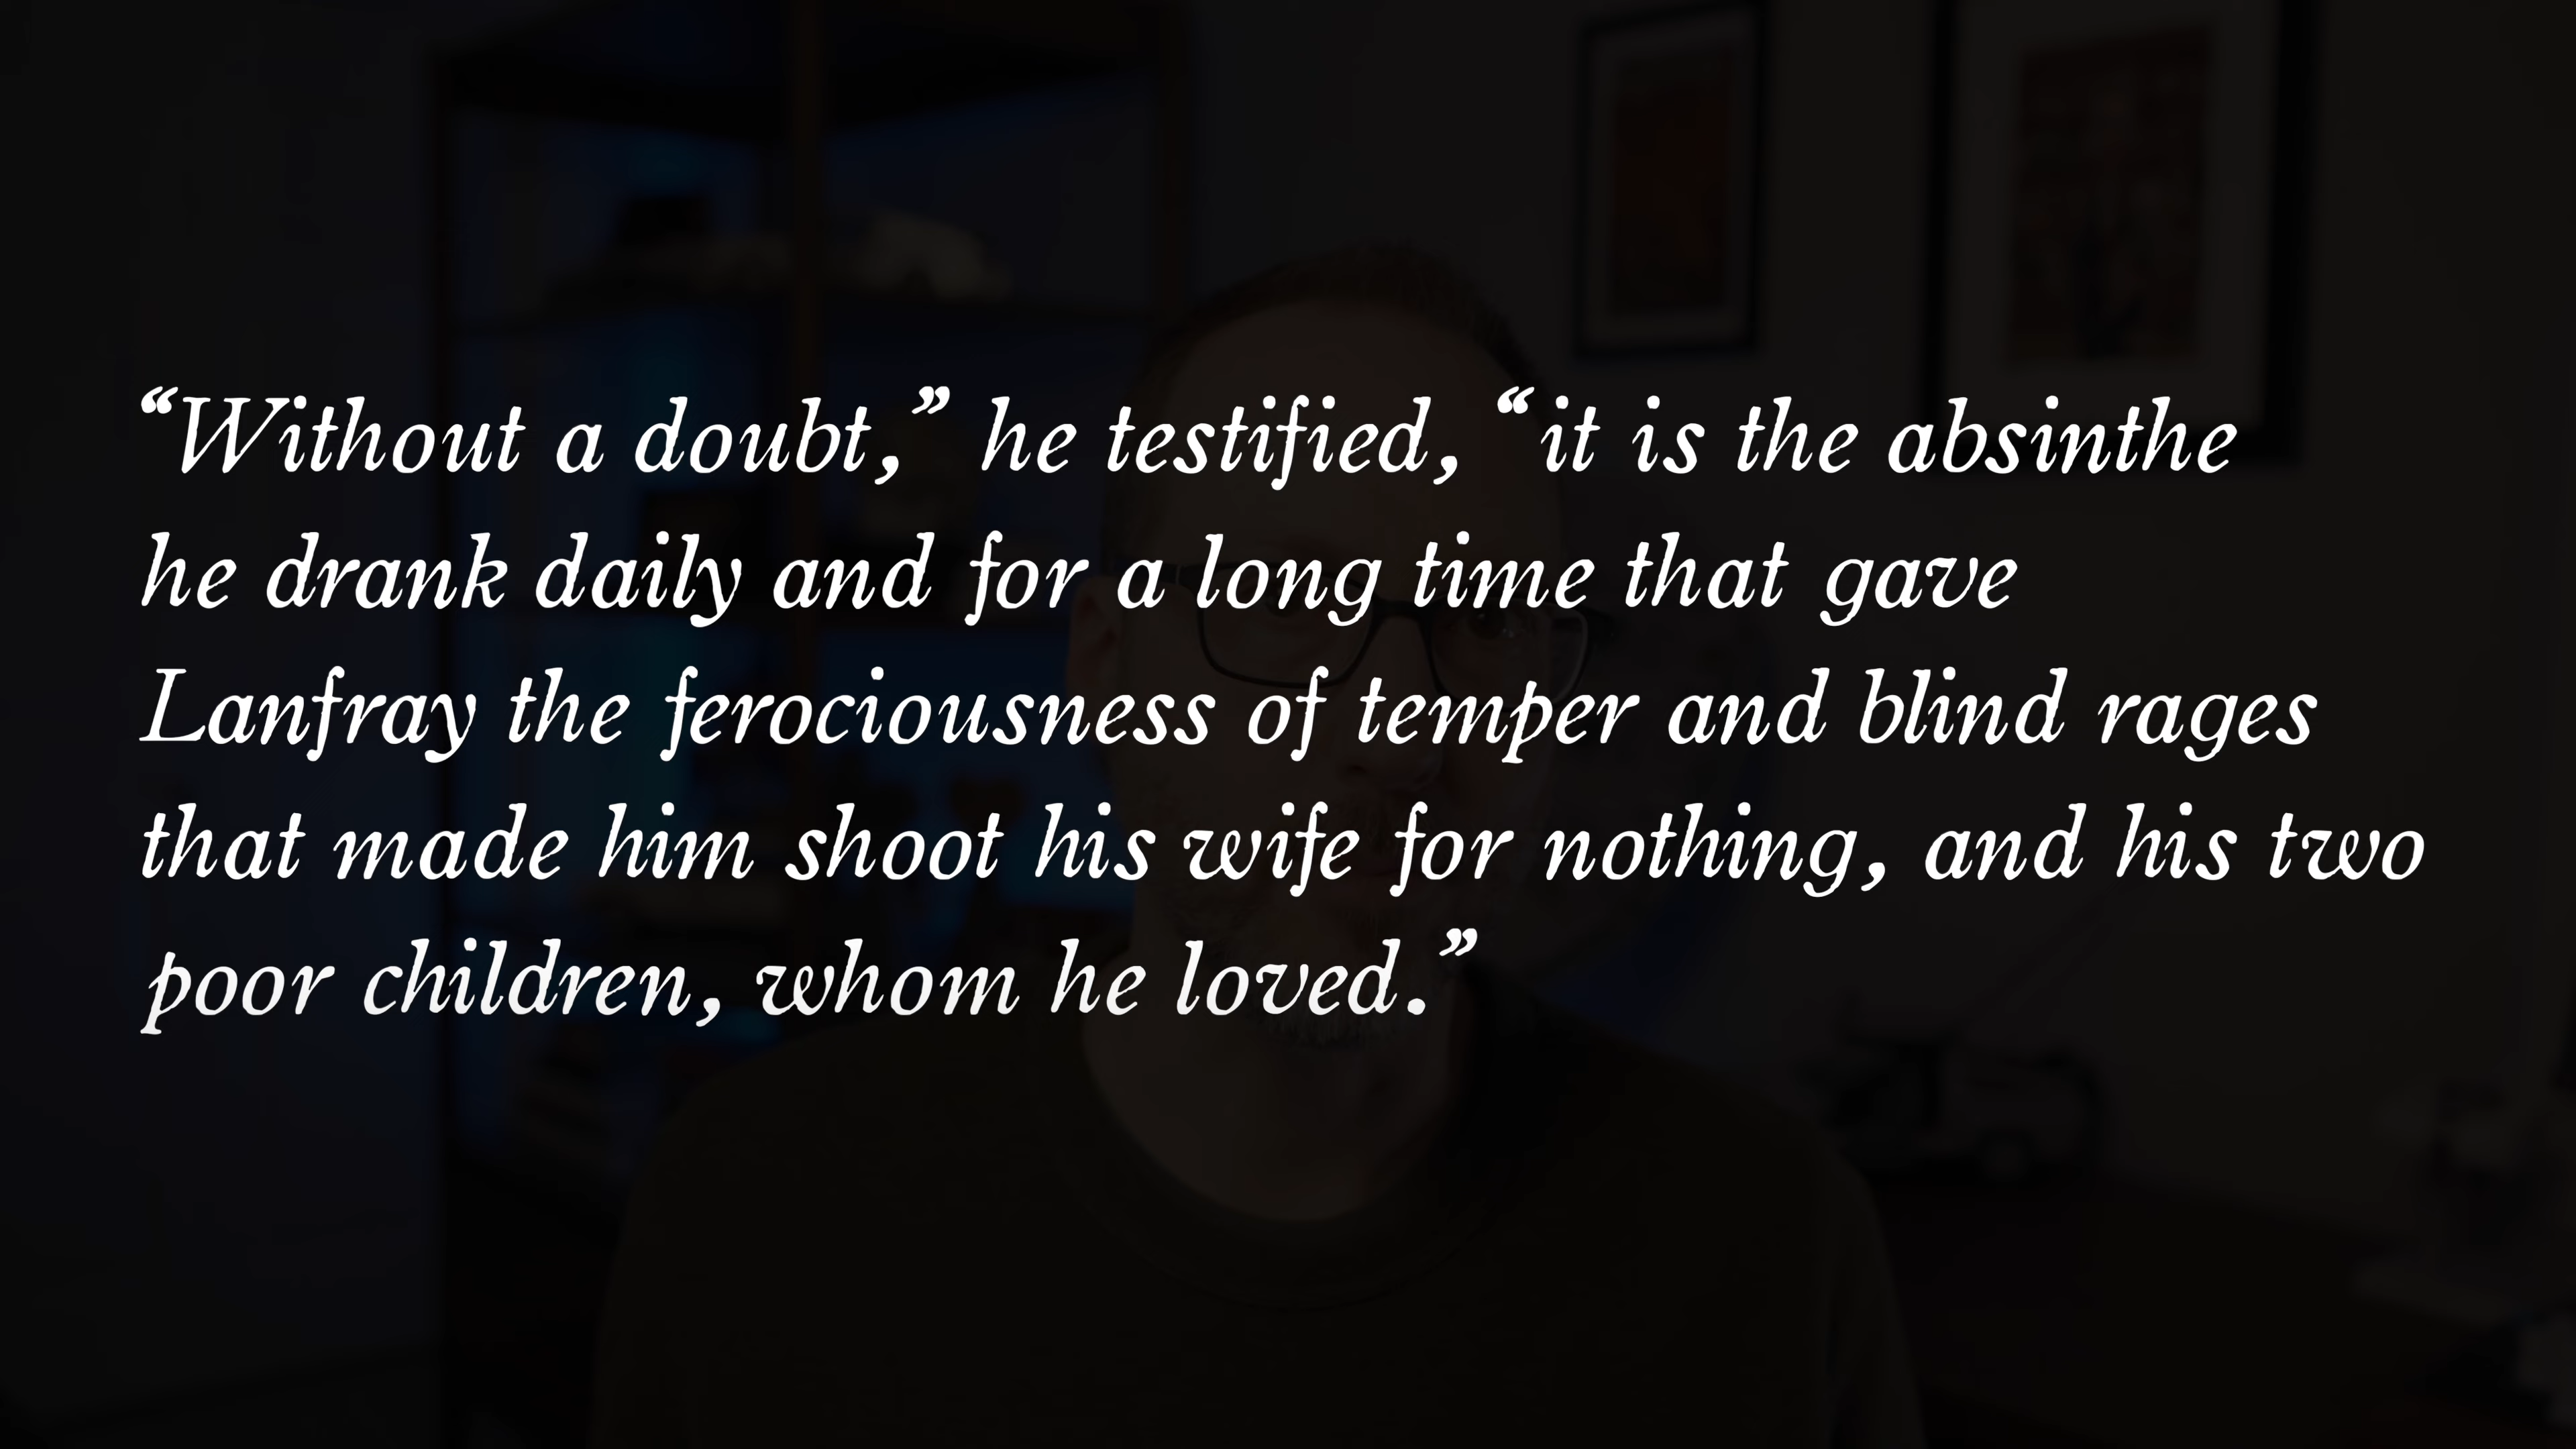 “Without a doubt,” he testified, “it is the absinthe
he drank daily and for a long time that gave
Lanfray the ferociousness of temper and blind rages
that made him shoot his wife for nothing, and his two
poor children, whom he loved.”